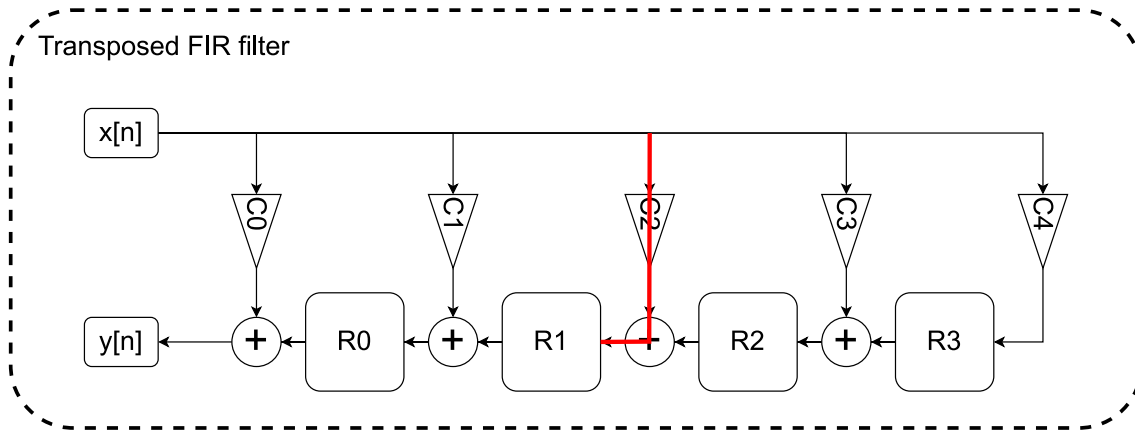 Transposed FIR filter
x[n]
C0 C1 C2 C3 C4
y[n] + R0 + R1 + R2 + R3